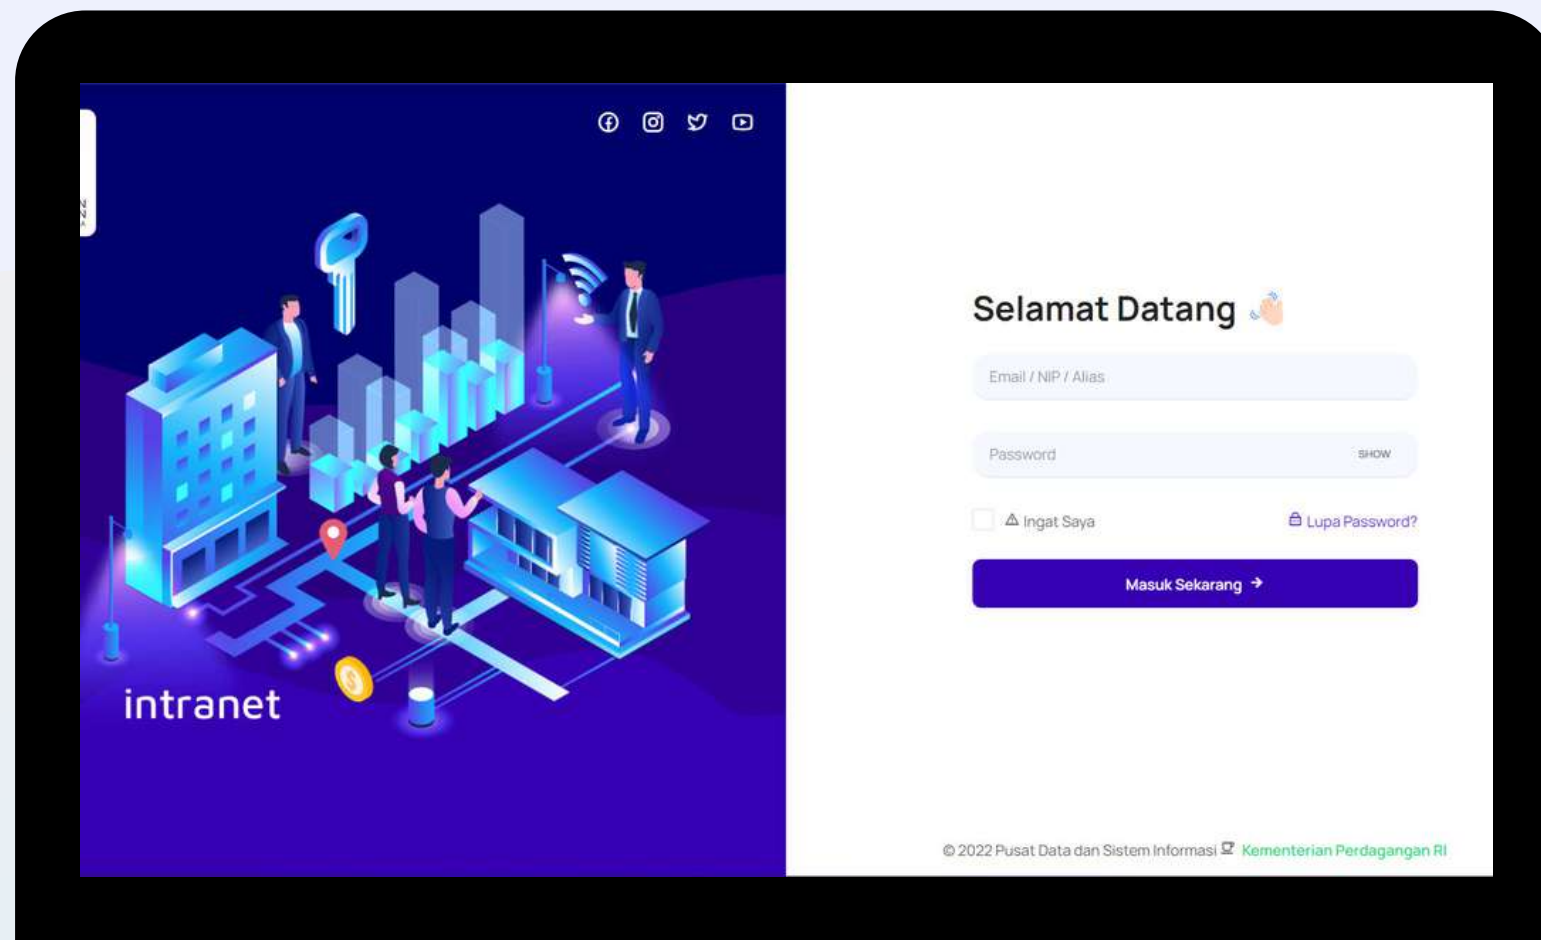 intranet
Selamat Datang
Email / NIP / Alias
Password SHOW
Ingat Saya Lupa Password?
Masuk Sekarang →
© 2022 Pusat Data dan Sistem Informasi Kementerian Perdagangan RI